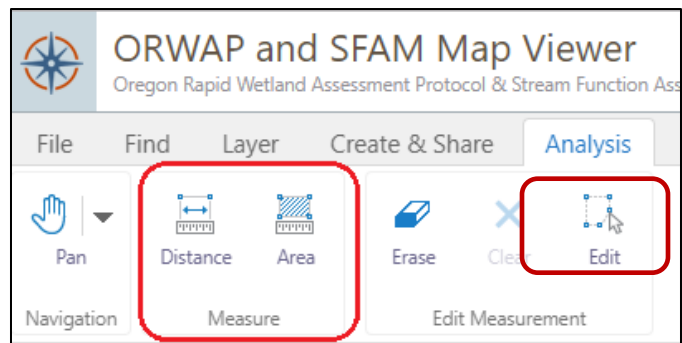 ORWAP and SFAM Map Viewer
Oregon Rapid Wetland Assessment Protocol & Stream Function Ass
File Find Layer Create & Share Analysis
Pan Distance Area Erase Clear Edit
Navigation Measure Edit Measurement